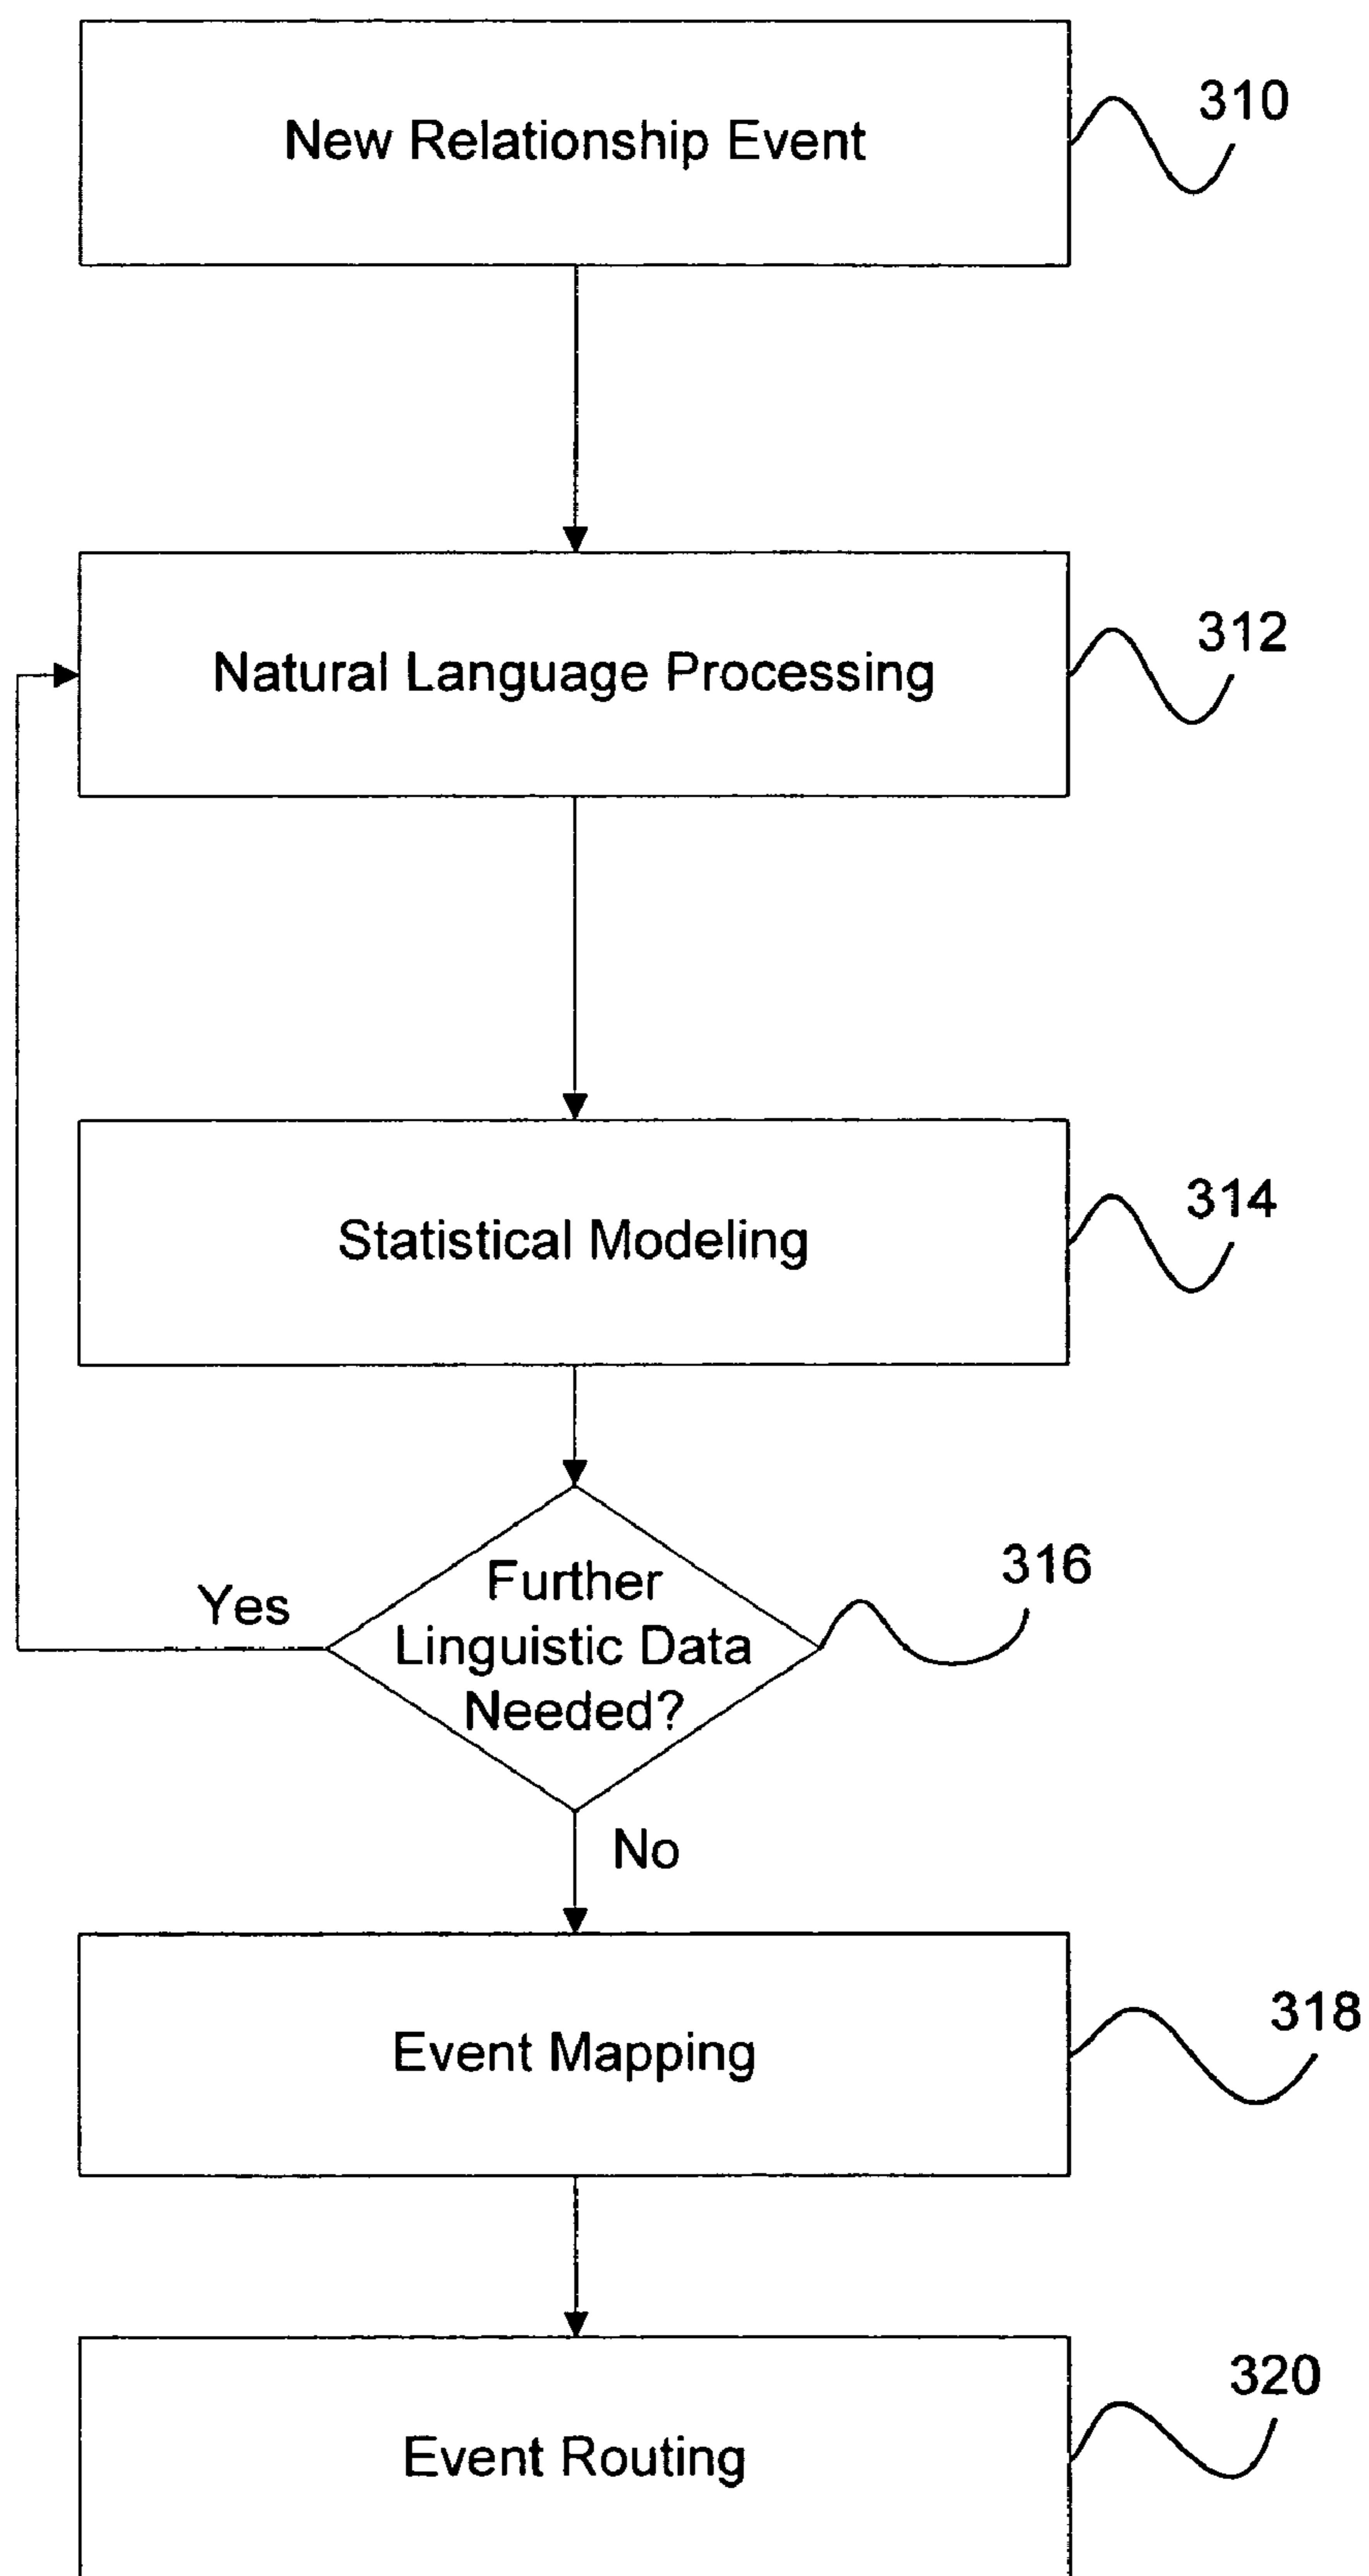 New Relationship Event
310
Natural Language Processing
312
Statistical Modeling
314
Further
Linguistic Data
Needed?
316
Yes
No
Event Mapping
318
Event Routing
320